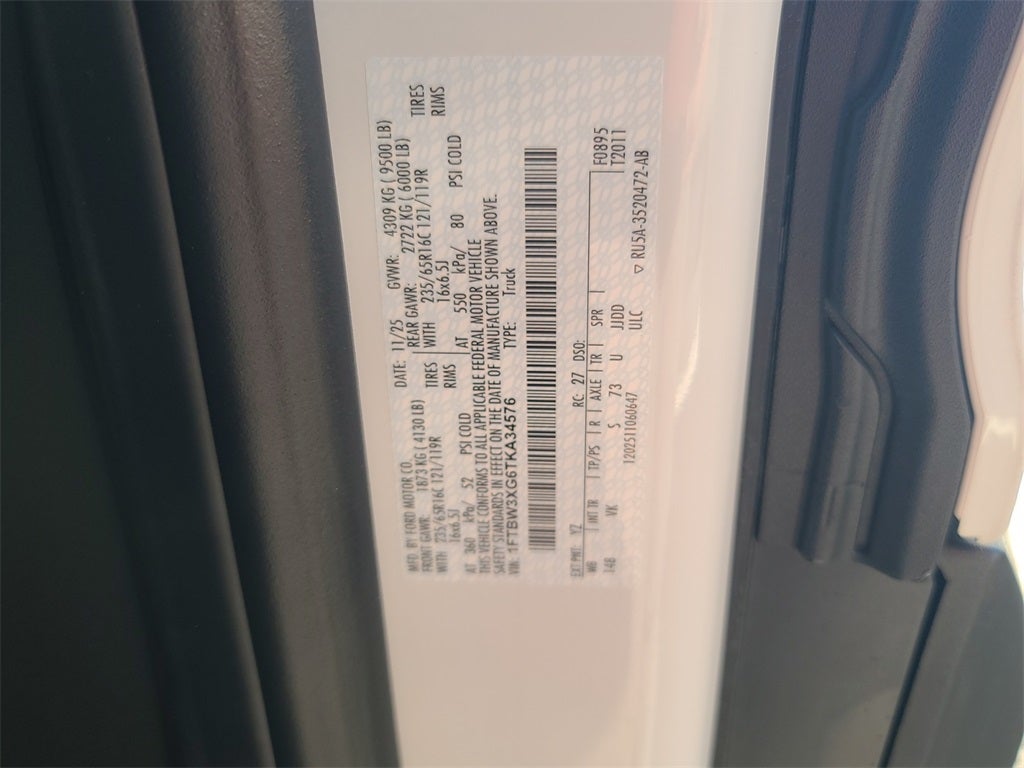 MFD. BY FORD MOTOR CO. DATE: 11/25 GVWR: 4309 KG ( 9500 LB)
FRONT GAWR: 1873 KG ( 4130 LB) REAR GAWR: 2722 KG ( 6000 LB)
WITH 235/65R16C 121/119R TIRES WITH 235/65R16C 121/119R TIRES
16x6.5J RIMS 16x6.5J RIMS
AT 360 kPa/ 52 PSI COLD AT 550 kPa/ 80 PSI COLD
THIS VEHICLE CONFORMS TO ALL APPLICABLE FEDERAL MOTOR VEHICLE
SAFETY STANDARDS IN EFFECT ON THE DATE OF MANUFACTURE SHOWN ABOVE.
VIN: 1FTBW3XG6TKA34576 TYPE: Truck
EXT PNT: YZ RC: 27 DSO: F0895
WB INT TR TP/PS R AXLE TR SPR T2011
148 VK S 73 U JJDD
120251106064​7 ULC ▽ RU5A-3520472-AB